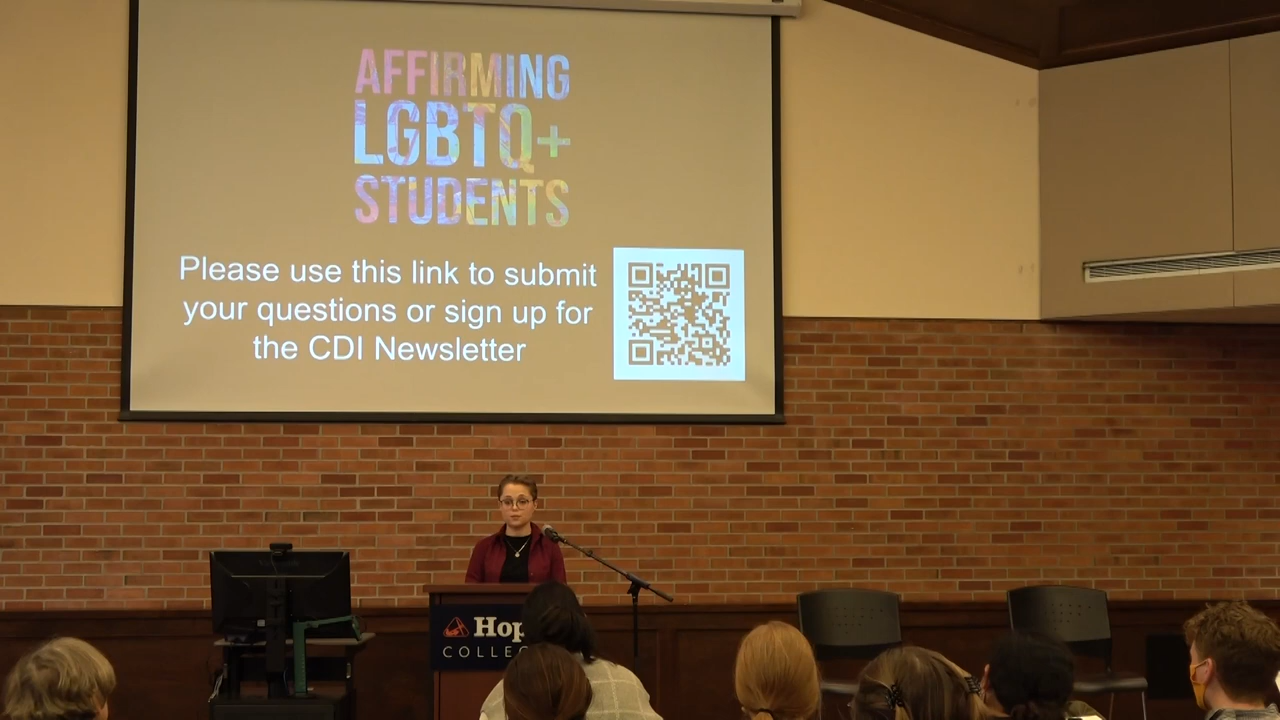 AFFIRMING
LGBTQ+
STUDENTS
Please use this link to submit
your questions or sign up for
the CDI Newsletter